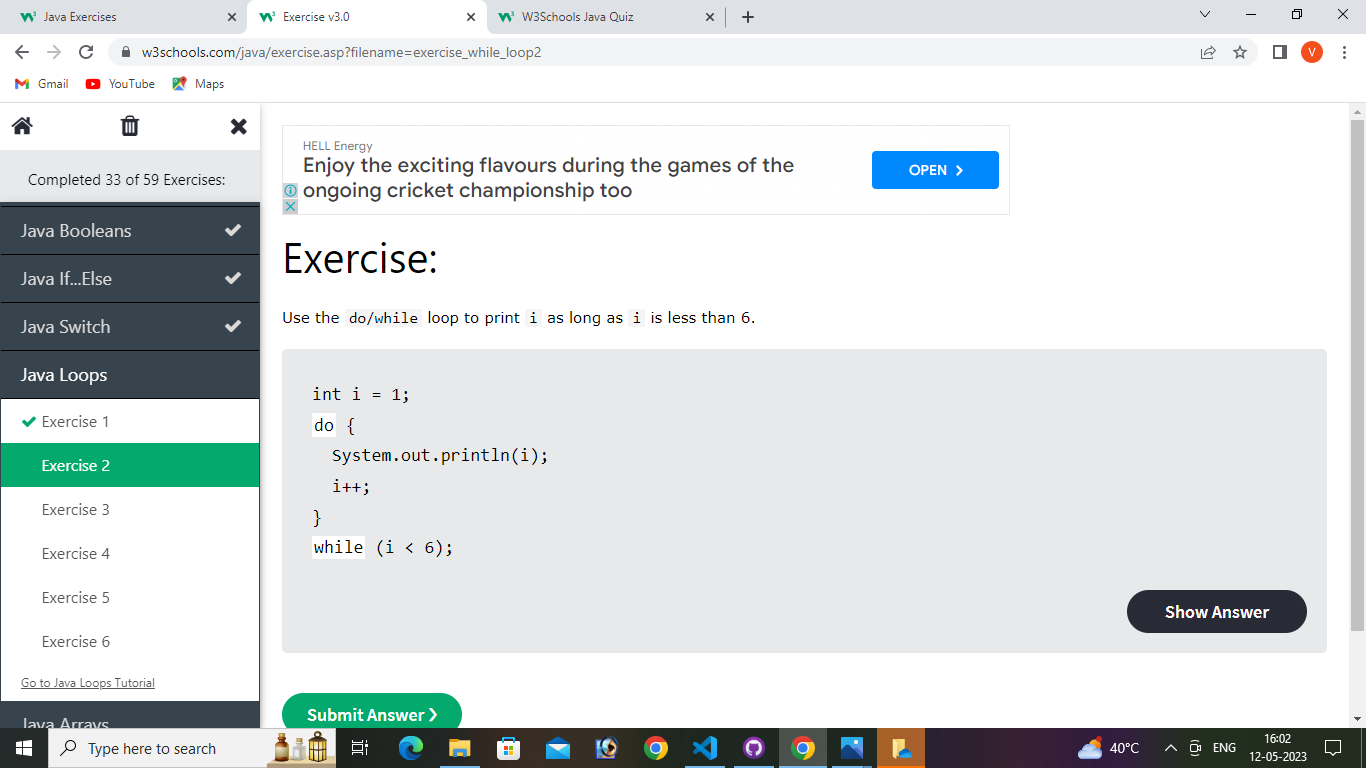 Java Exercises
Exercise v3.0
W3Schools Java Quiz
w3schools.com/java/exercise.asp?filename=exercise_while_loop2
V
Gmail
YouTube
Maps
Completed 33 of 59 Exercises:
Java Booleans
Java If...Else
Java Switch
Java Loops
Exercise 1
Exercise 2
Exercise 3
Exercise 4
Exercise 5
Exercise 6
Go to Java Loops Tutorial
Java Arrays
HELL Energy
Enjoy the exciting flavours during the games of the
ongoing cricket championship too
OPEN
Exercise:
Use the do/while loop to print i as long as i is less than 6.
int i = 1;
do {
System.out.println(i);
i++;
}
while (i < 6);
Show Answer
Submit Answer ❯
Type here to search
40°C
ENG
16:02
12-05-2023